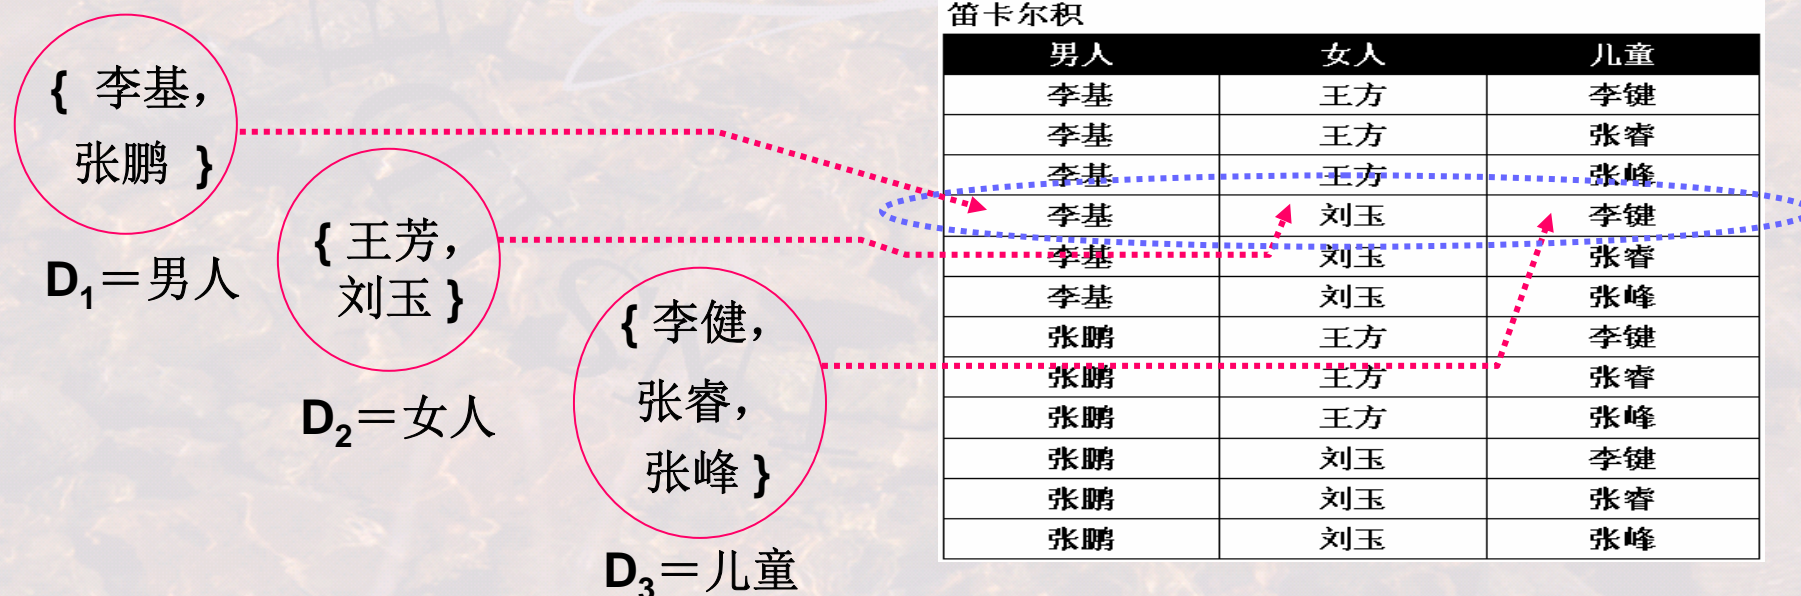 { 李基，
张鹏 }
D1＝男人
{ 王芳，
刘玉 }
D2＝女人
{ 李健，
张睿，
张峰 }
D3＝儿童
笛卡尔积
男人 女人 儿童
李基 王方 李键
李基 王方 张睿
李基 王方 张峰
李基 刘玉 李键
李基 刘玉 张睿
李基 刘玉 张峰
张鹏 王方 李键
张鹏 王方 张睿
张鹏 王方 张峰
张鹏 刘玉 李键
张鹏 刘玉 张睿
张鹏 刘玉 张峰